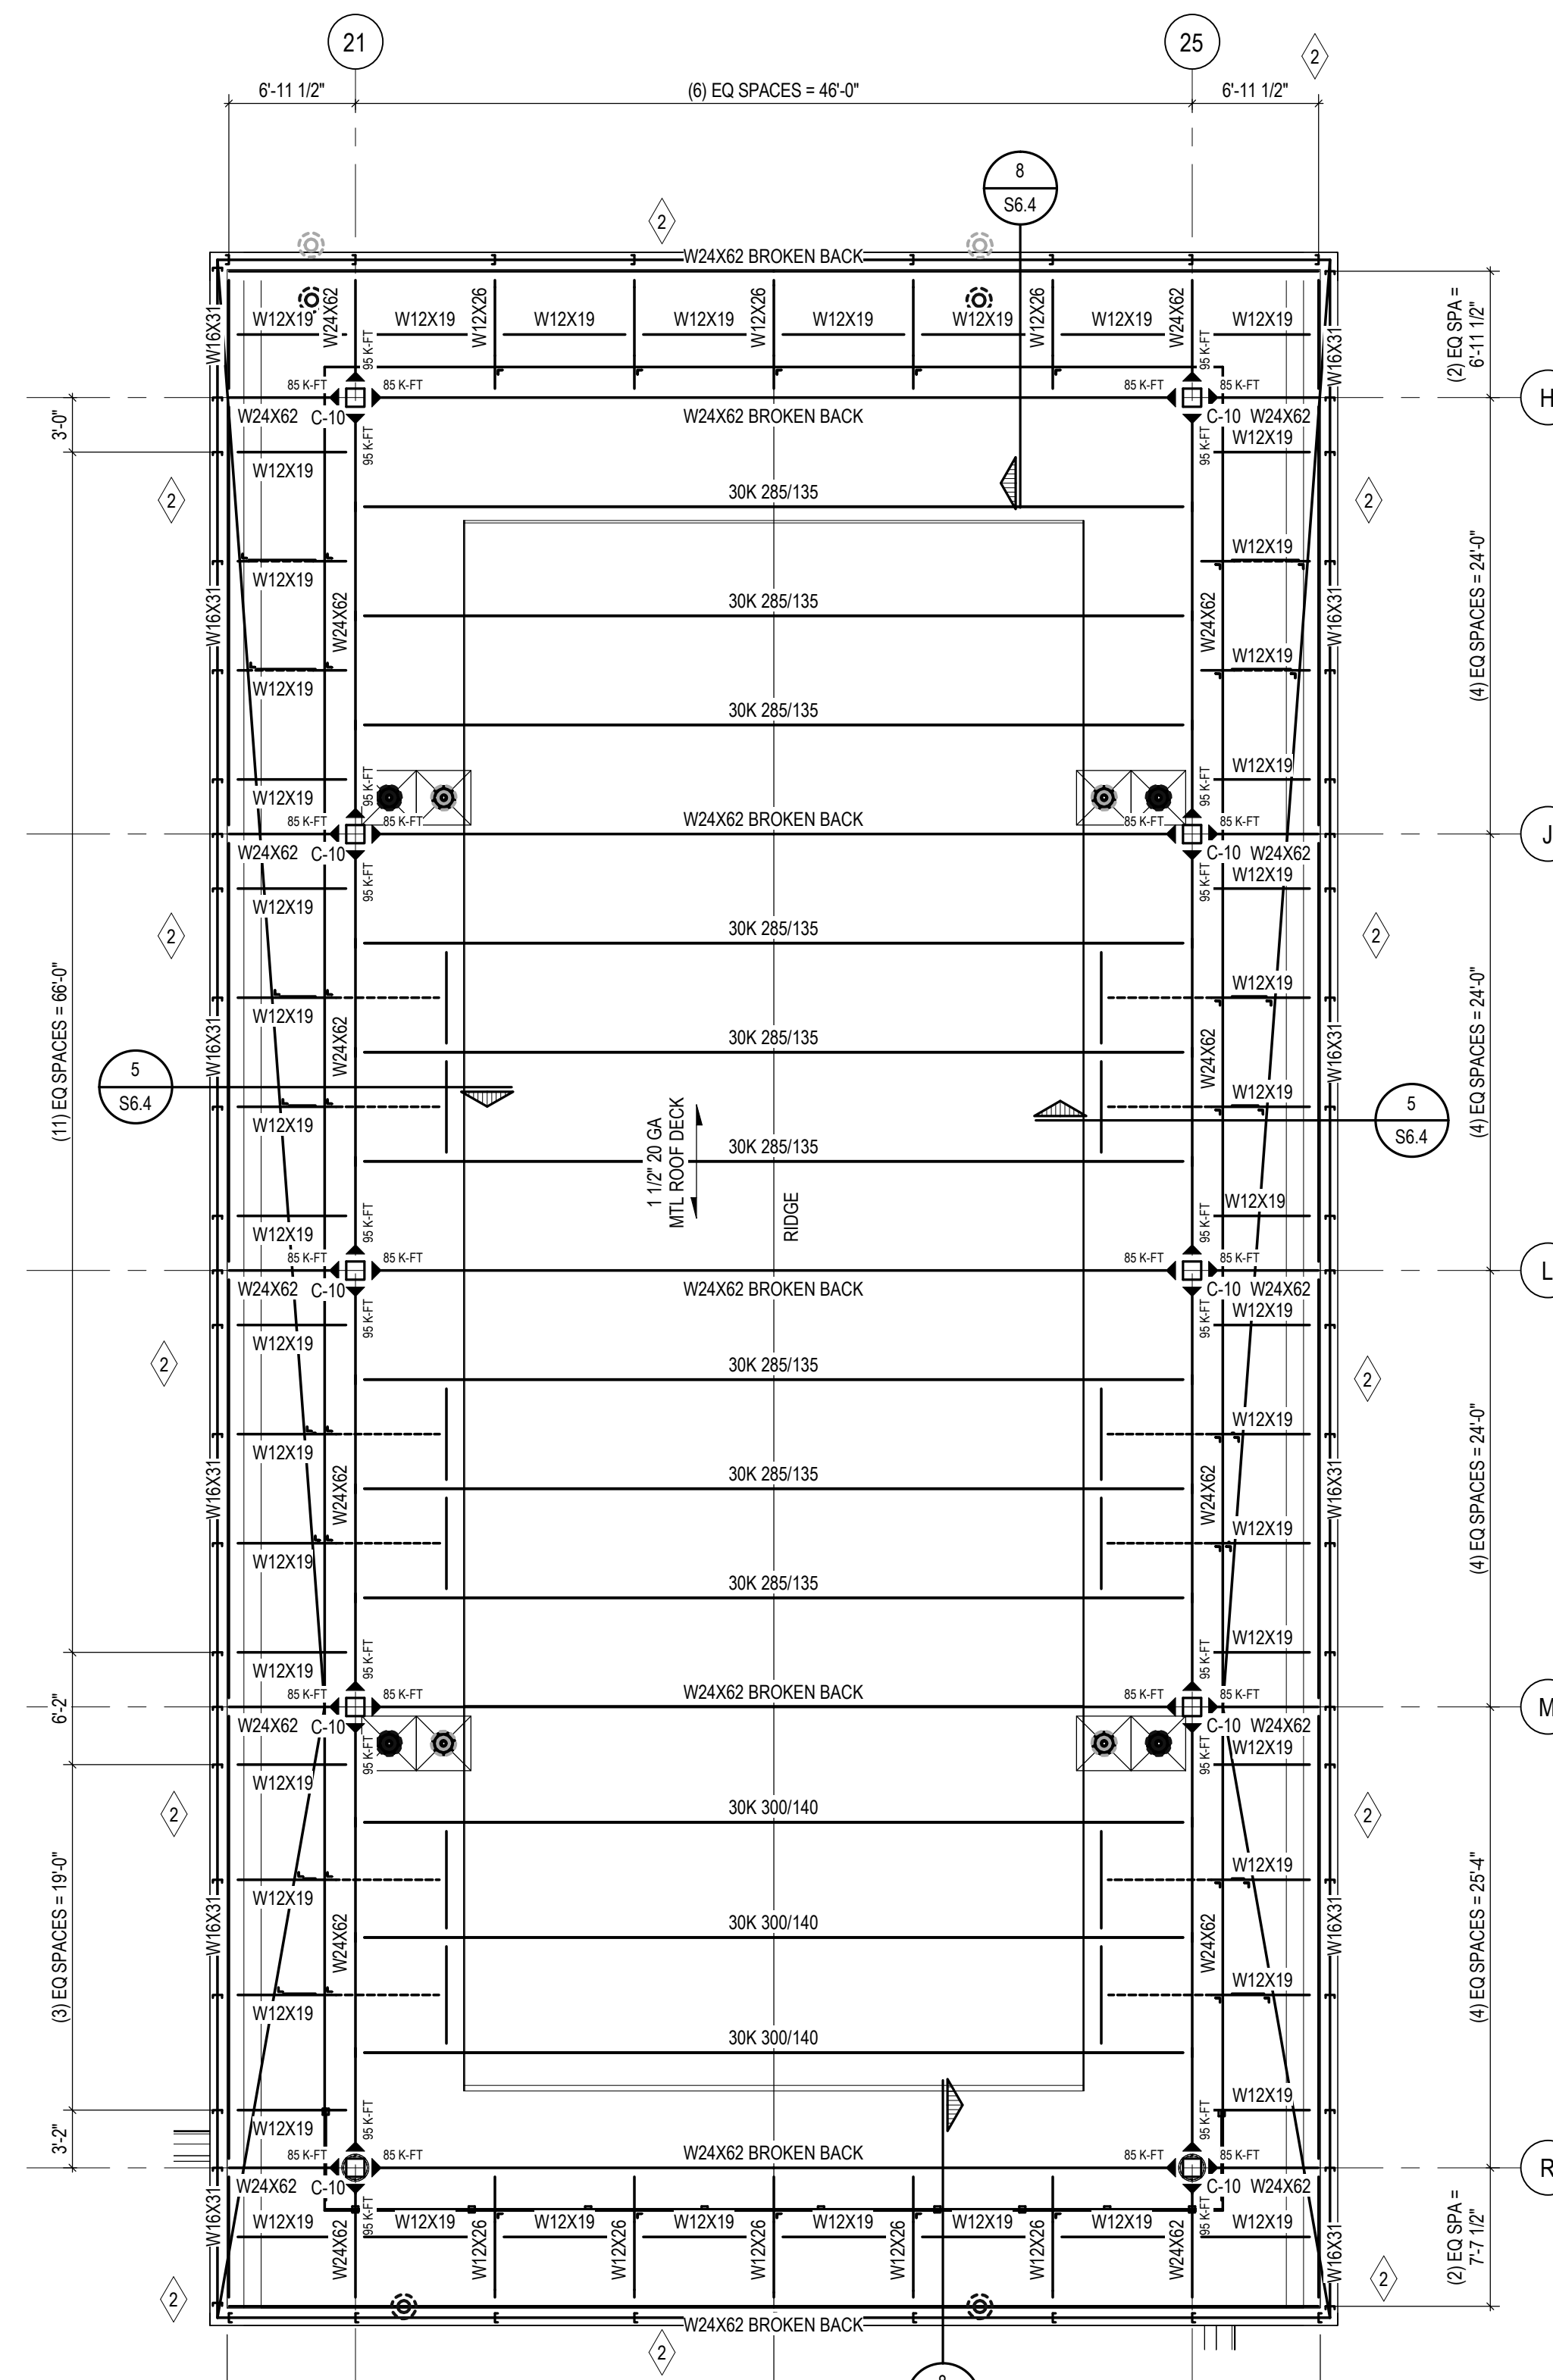 21
25
2
6'-11 1/2"
(6) EQ SPACES = 46'-0"
6'-11 1/2"
8
S6.4
2
W24X62 BROKEN BACK
W16X31
W12X19
W24X62
W12X19
W12X26
W12X19
W12X19
W12X26
W12X19
W12X19
W12X26
W12X19
W24X62
W12X19
W16X31
(2) EQ SPA =
6'-11 1/2"
95 K-FT
95 K-FT
85 K-FT
85 K-FT
85 K-FT
85 K-FT
H
W24X62
C-10
W24X62 BROKEN BACK
C-10
W24X62
3'-0"
95 K-FT
95 K-FT
W12X19
W12X19
2
30K 285/135
2
W12X19
W12X19
W16X31
W24X62
30K 285/135
W24X62
W16X31
(4) EQ SPACES = 24'-0"
W12X19
W12X19
30K 285/135
W12X19
W12X19
95 K-FT
95 K-FT
85 K-FT
85 K-FT
W24X62 BROKEN BACK
85 K-FT
85 K-FT
J
W24X62
C-10
C-10
W24X62
95 K-FT
95 K-FT
W12X19
W12X19
2
30K 285/135
2
W12X19
W12X19
(11) EQ SPACES = 66'-0"
W16X31
W24X62
30K 285/135
W24X62
W16X31
(4) EQ SPACES = 24'-0"
5
S6.4
5
S6.4
W12X19
W12X19
30K 285/135
1 1/2" 20 GA
MTL ROOF DECK
RIDGE
W12X19
W12X19
95 K-FT
95 K-FT
85 K-FT
85 K-FT
85 K-FT
85 K-FT
L
W24X62
C-10
W24X62 BROKEN BACK
C-10
W24X62
95 K-FT
95 K-FT
W12X19
W12X19
2
30K 285/135
2
W12X19
W12X19
W16X31
W24X62
30K 285/135
W24X62
W16X31
(4) EQ SPACES = 24'-0"
W12X19
W12X19
30K 285/135
W12X19
W12X19
95 K-FT
95 K-FT
6'-2"
85 K-FT
85 K-FT
W24X62 BROKEN BACK
85 K-FT
85 K-FT
M
W24X62
C-10
C-10
W24X62
95 K-FT
95 K-FT
W12X19
W12X19
2
30K 300/140
2
W12X19
W12X19
(3) EQ SPACES = 19'-0"
W16X31
W24X62
30K 300/140
W24X62
W16X31
(4) EQ SPACES = 25'-4"
W12X19
W12X19
30K 300/140
W12X19
W12X19
3'-2"
95 K-FT
95 K-FT
85 K-FT
85 K-FT
W24X62 BROKEN BACK
85 K-FT
85 K-FT
R
W24X62
C-10
C-10
W24X62
95 K-FT
95 K-FT
W16X31
W12X19
W24X62
W12X19
W12X26
W12X19
W12X26
W12X19
W12X26
W12X19
W12X26
W12X19
W12X26
W12X19
W24X62
W12X19
W16X31
(2) EQ SPA =
7'-7 1/2"
2
2
W24X62 BROKEN BACK
2